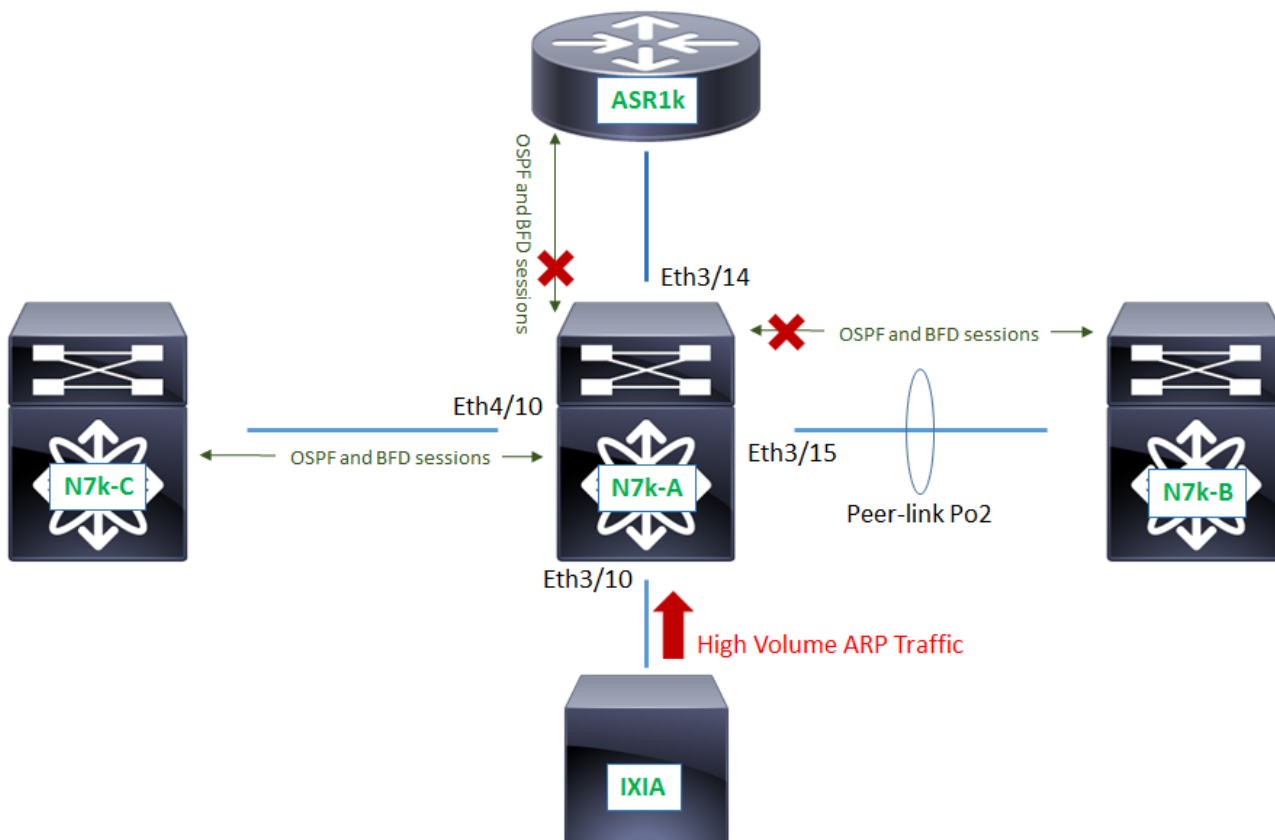 ASR1k
OSPF and BFD sessions
Eth3/14
OSPF and BFD sessions
Eth4/10
Eth3/15
OSPF and BFD sessions
N7k-C
N7k-A
N7k-B
Peer-link Po2
Eth3/10
High Volume ARP Traffic
IXIA